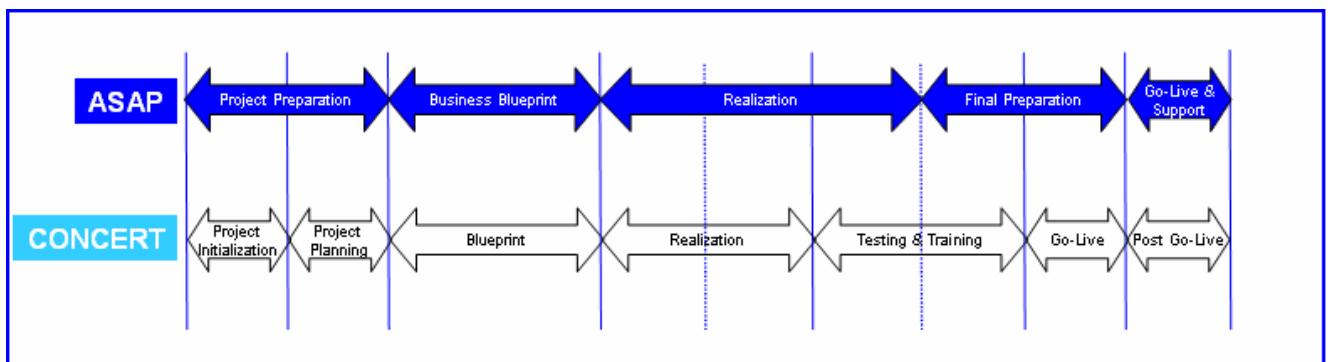 ASAP
Project Preparation
Business Blueprint
Realization
Final Preparation
Go-Live &
Support
CONCERT
Project
Initialization
Project
Planning
Blueprint
Realization
Testing & Training
Go-Live
Post Go-Live